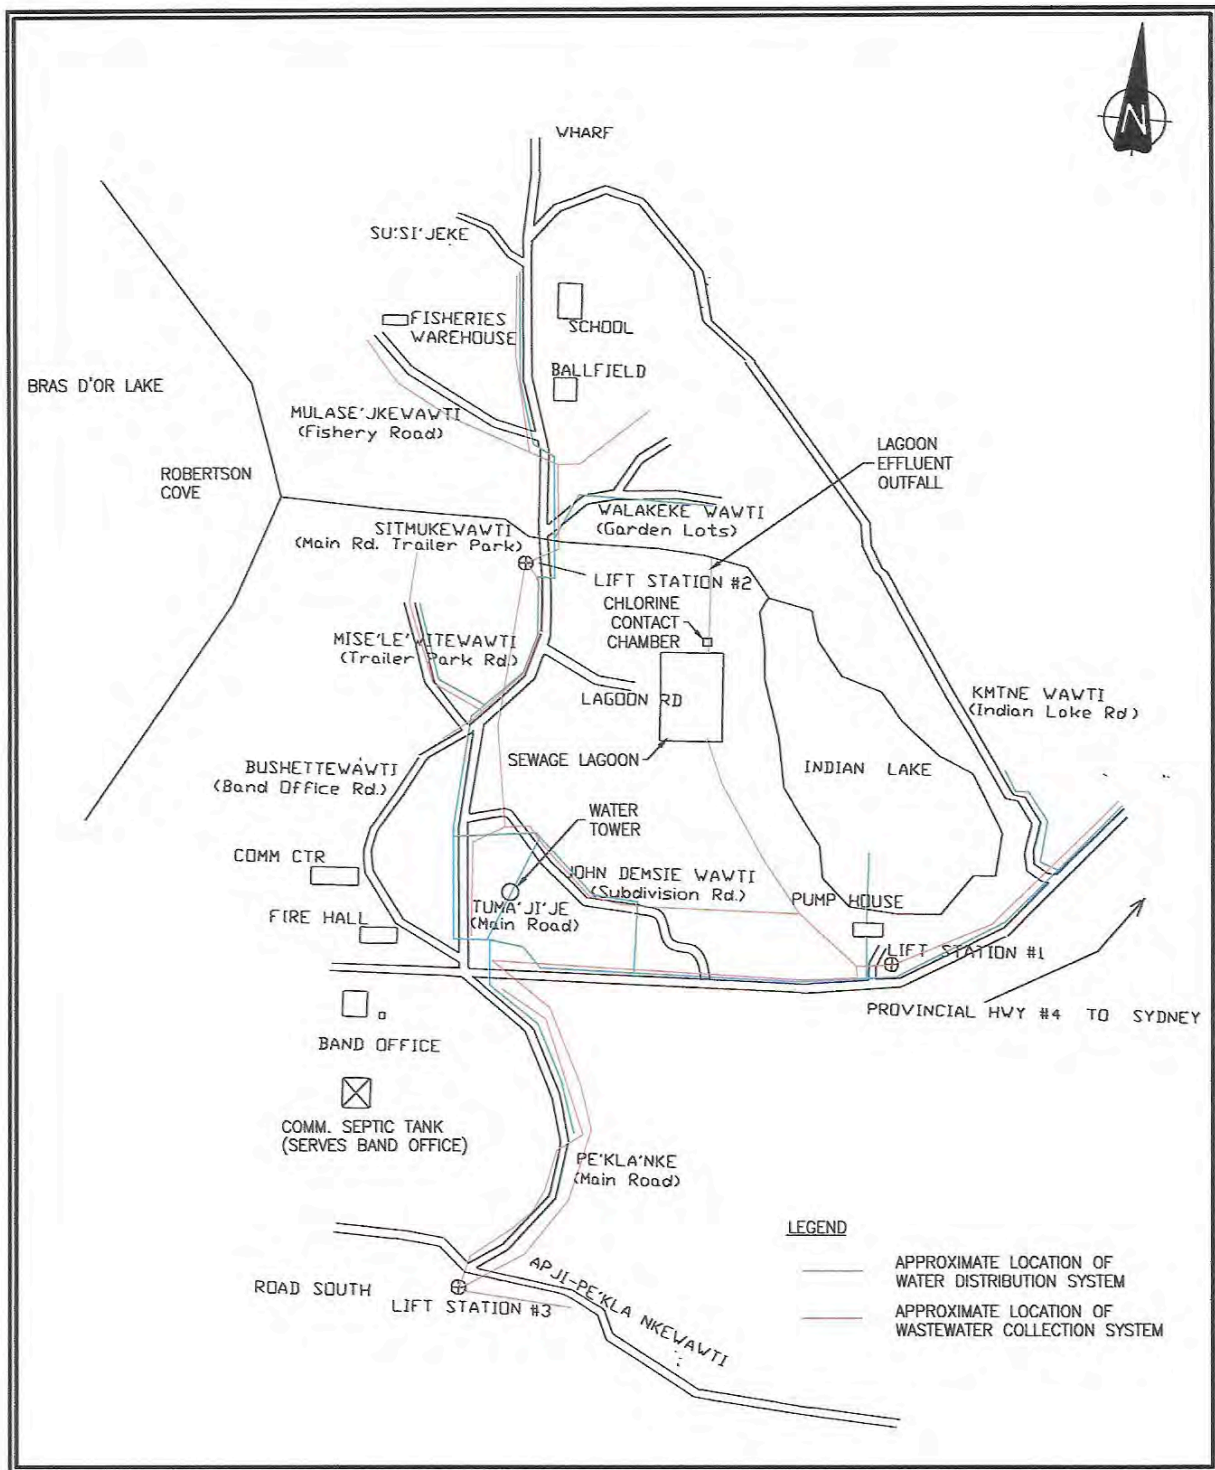 N
WHARF
SU'SI'JEKE
FISHERIES
WAREHOUSE
SCHOOL
BALLFIELD
BRAS D'OR LAKE
MULASE'JKEWAWTI
(Fishery Road)
LAGOON
EFFLUENT
OUTFALL
ROBERTSON
COVE
WALAKEKE WAWTI
(Garden Lots)
SITMUKEWAWTI
(Main Rd. Trailer Park)
LIFT STATION #2
CHLORINE
CONTACT
CHAMBER
MISE'LE'WITEWAWTI
(Trailer Park Rd.)
LAGOON RD
KMTNE WAWTI
(Indian Lake Rd)
SEWAGE LAGOON
INDIAN LAKE
BUSHETTEWAWTI
(Band Office Rd.)
WATER
TOWER
COMM CTR
JOHN DEMSIE WAWTI
(Subdivision Rd.)
PUMP HOUSE
TUMA'JI'JE
(Main Road)
FIRE HALL
LIFT STATION #1
PROVINCIAL HWY #4 TO SYDNEY
BAND OFFICE
COMM. SEPTIC TANK
(SERVES BAND OFFICE)
PE'KLA'NKE
(Main Road)
LEGEND
APPROXIMATE LOCATION OF
WATER DISTRIBUTION SYSTEM
APPROXIMATE LOCATION OF
WASTEWATER COLLECTION SYSTEM
ROAD SOUTH
LIFT STATION #3
APJI-PE'KLA NKEWAWTI